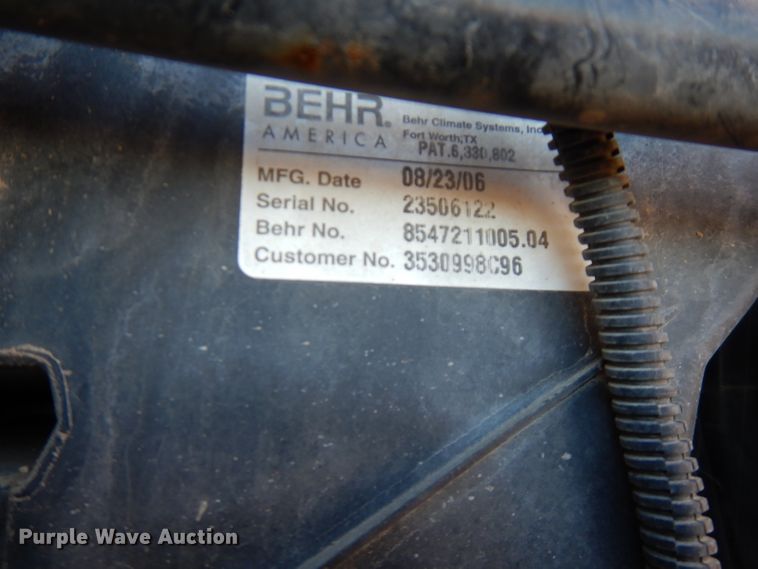 BEHR®
AMERICA
Behr Climate Systems, Inc
Fort Worth,TX
PAT.6,330,802
MFG. Date 08/23/06
Serial No. 23506122
Behr No. 8547211005.04
Customer No. 3530998C96
Purple Wave Auction®